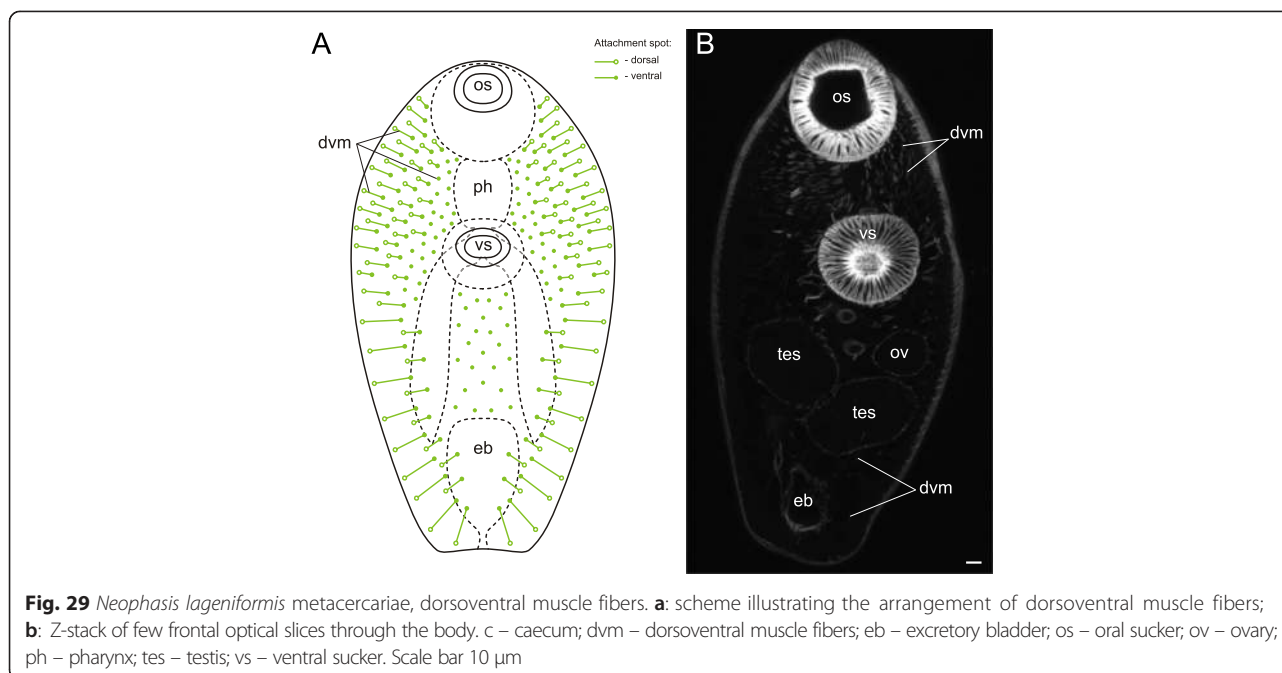 A
Attachment spot:
- dorsal
- ventral
os
dvm
ph
vs
eb
B
os
dvm
vs
tes
ov
tes
dvm
eb
Fig. 29 Neophasis lageniformis metacercariae, dorsoventral muscle fibers. a: scheme illustrating the arrangement of dorsoventral muscle fibers;
b: Z-stack of few frontal optical slices through the body. c – caecum; dvm – dorsoventral muscle fibers; eb – excretory bladder; os – oral sucker; ov – ovary;
ph – pharynx; tes – testis; vs – ventral sucker. Scale bar 10 μm